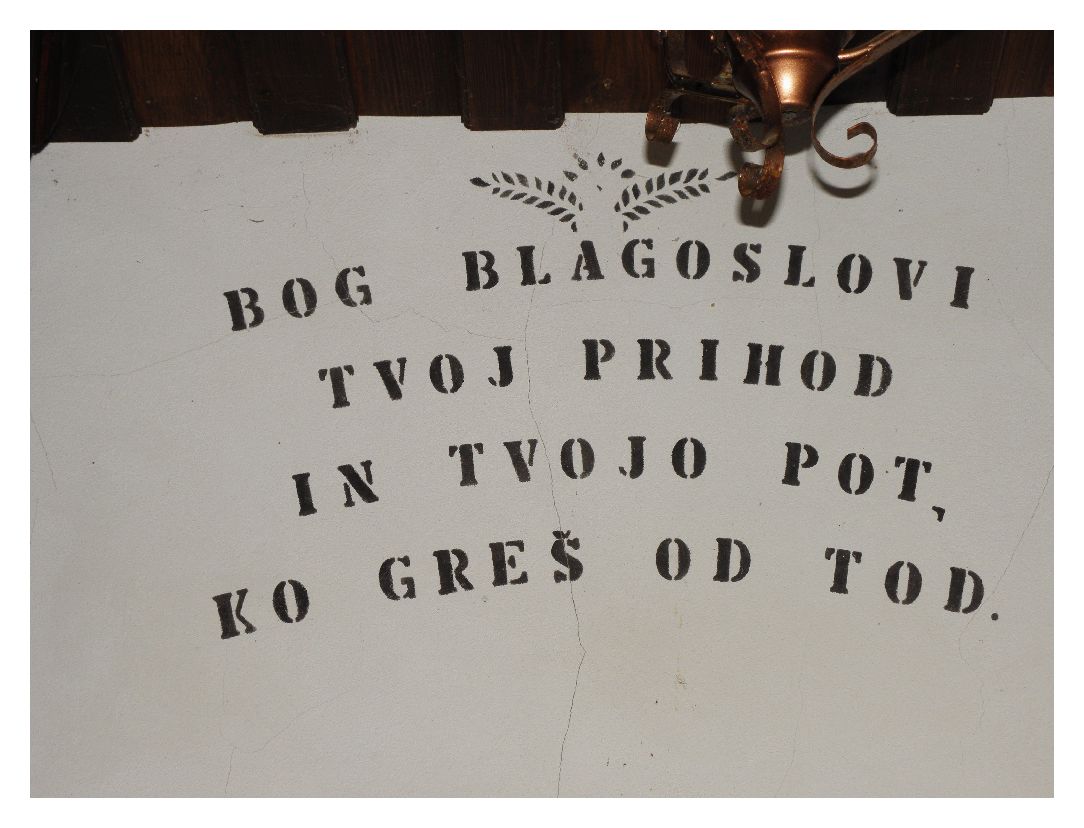 BOG BLAGOSLOVI
TVOJ PRIHOD
IN TVOJO POT,
KO GREŠ OD TOD.